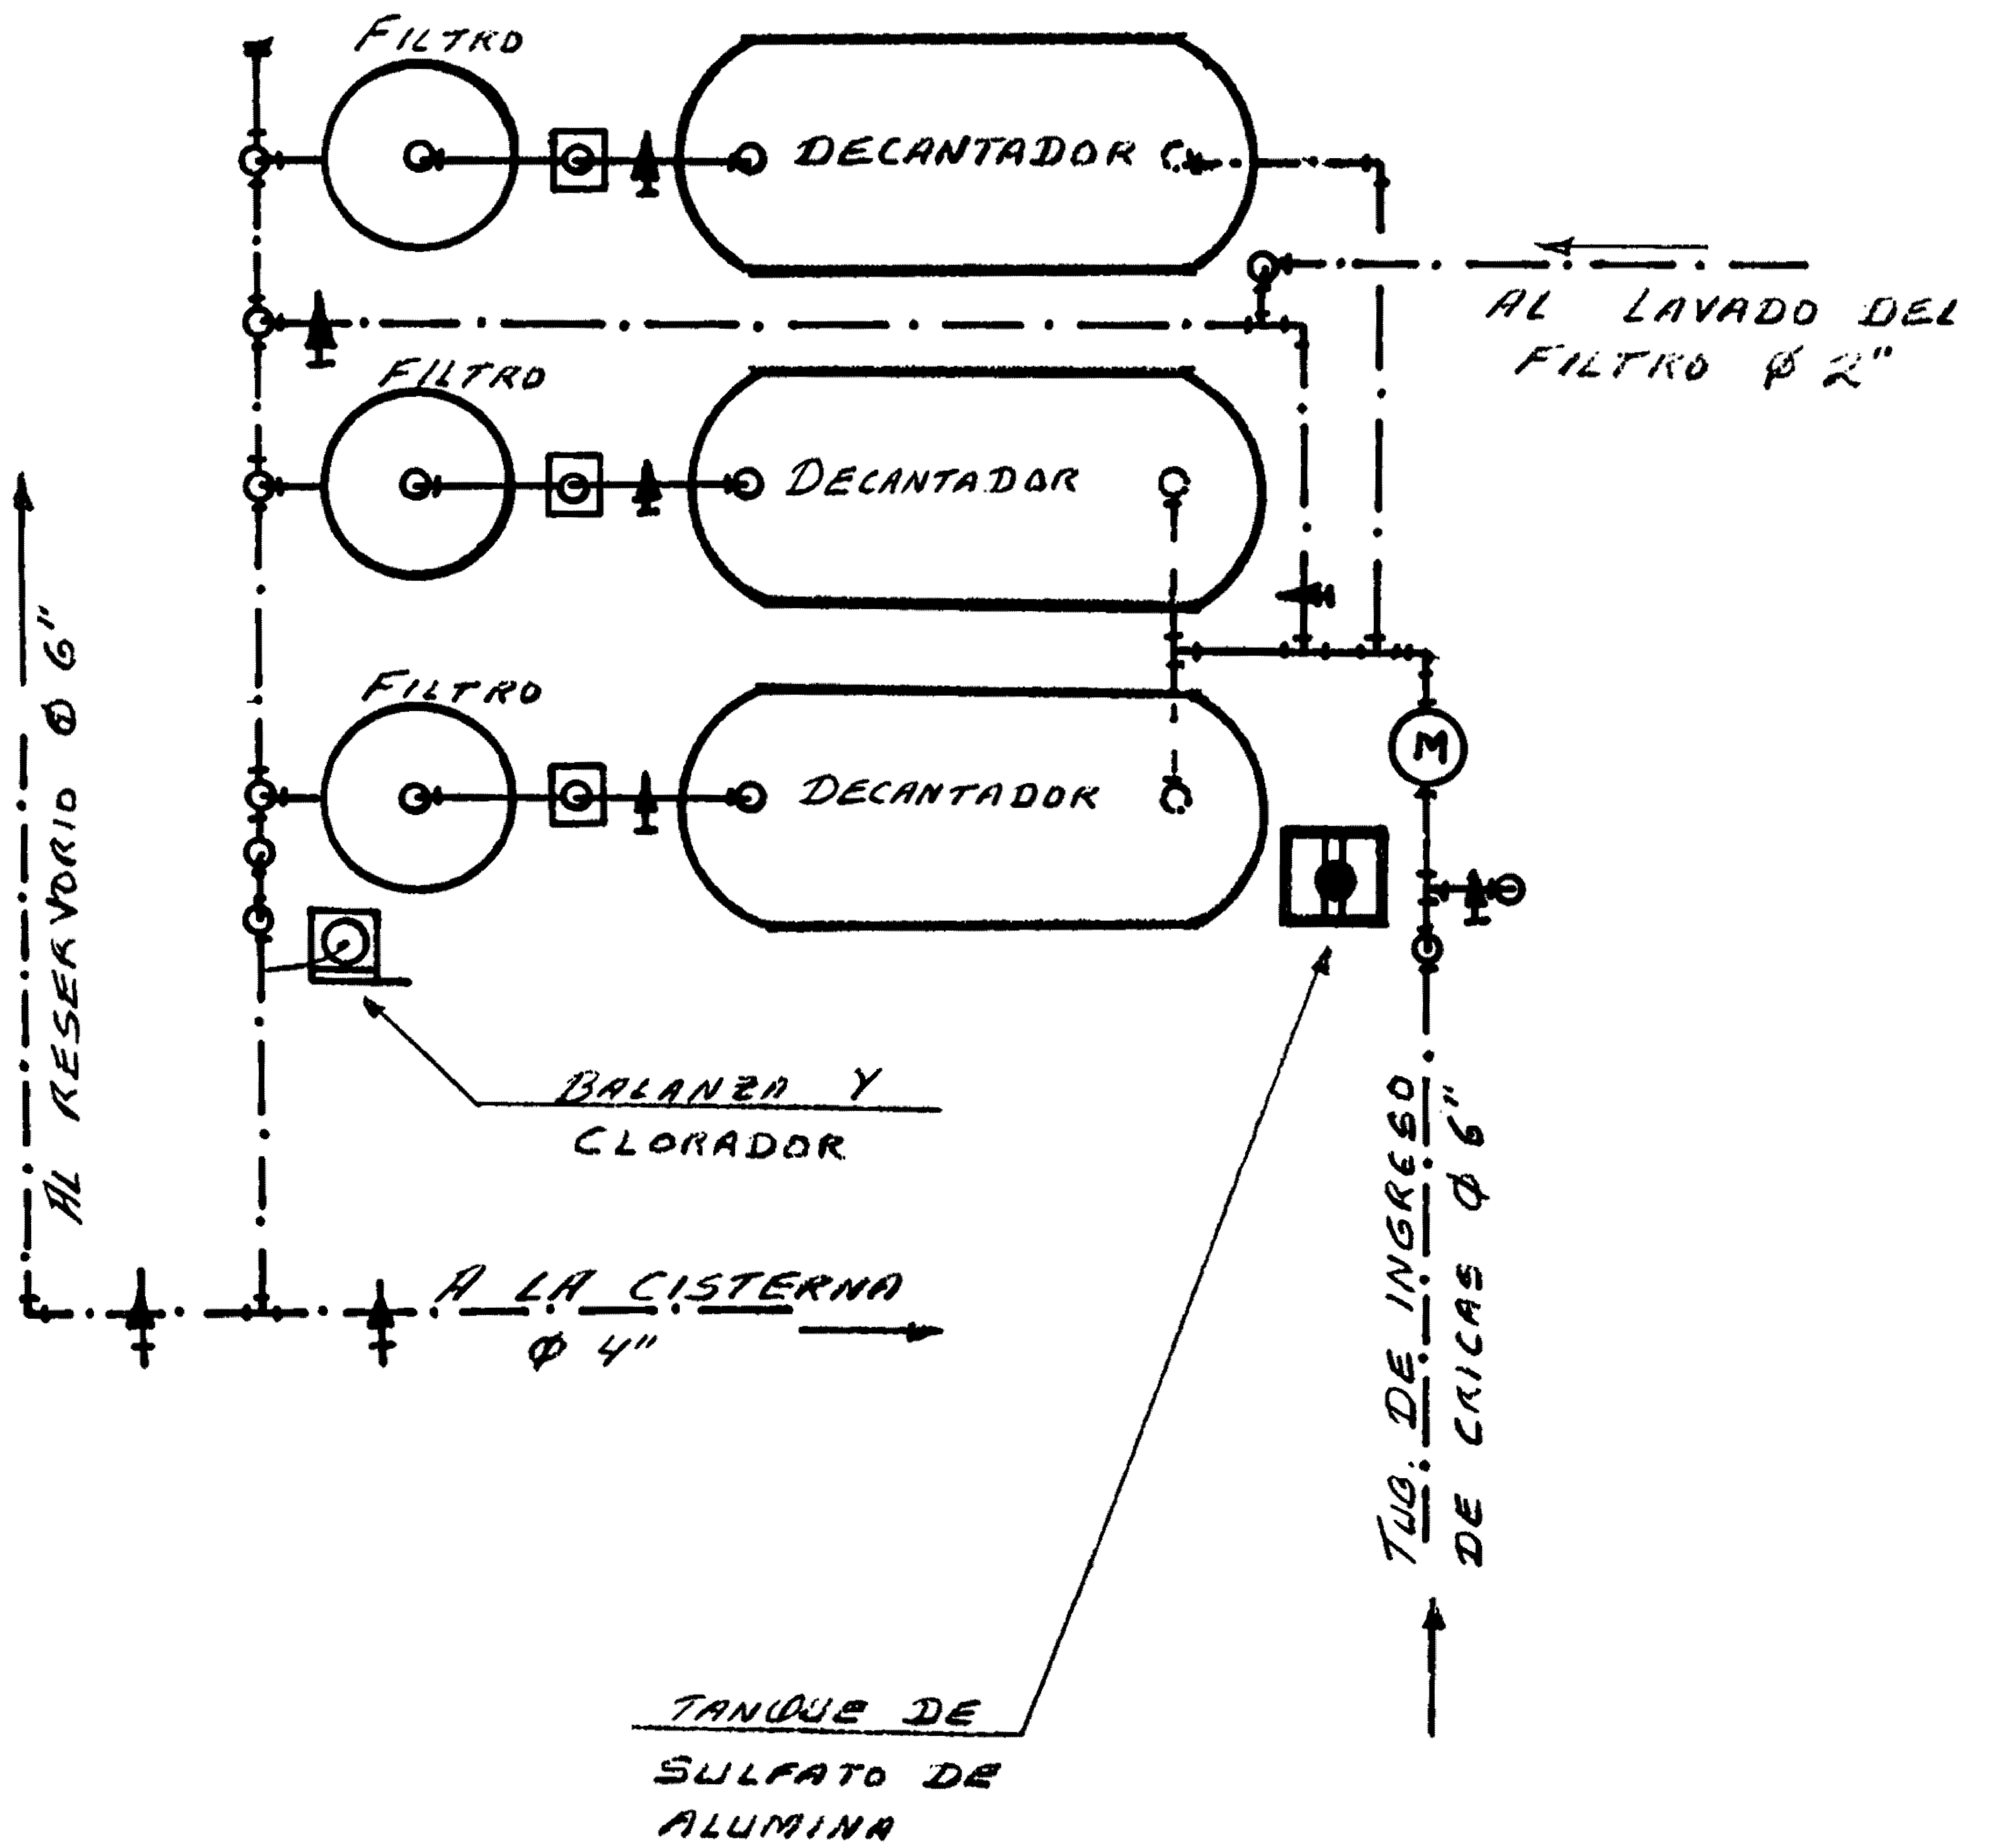 FILTRO
DECANTADOR
AL LAVADO DEL
FILTRO Ø 2"
FILTRO
DECANTADOR
FILTRO
DECANTADOR
M
AL RESERVORIO Ø 6"
BALANZA Y
CLORADOR
A LA CISTERNA
Ø 4"
TUB. DE INGRESO
DE CRICAS Ø 6"
TANQUE DE
SULFATO DE
ALUMINA